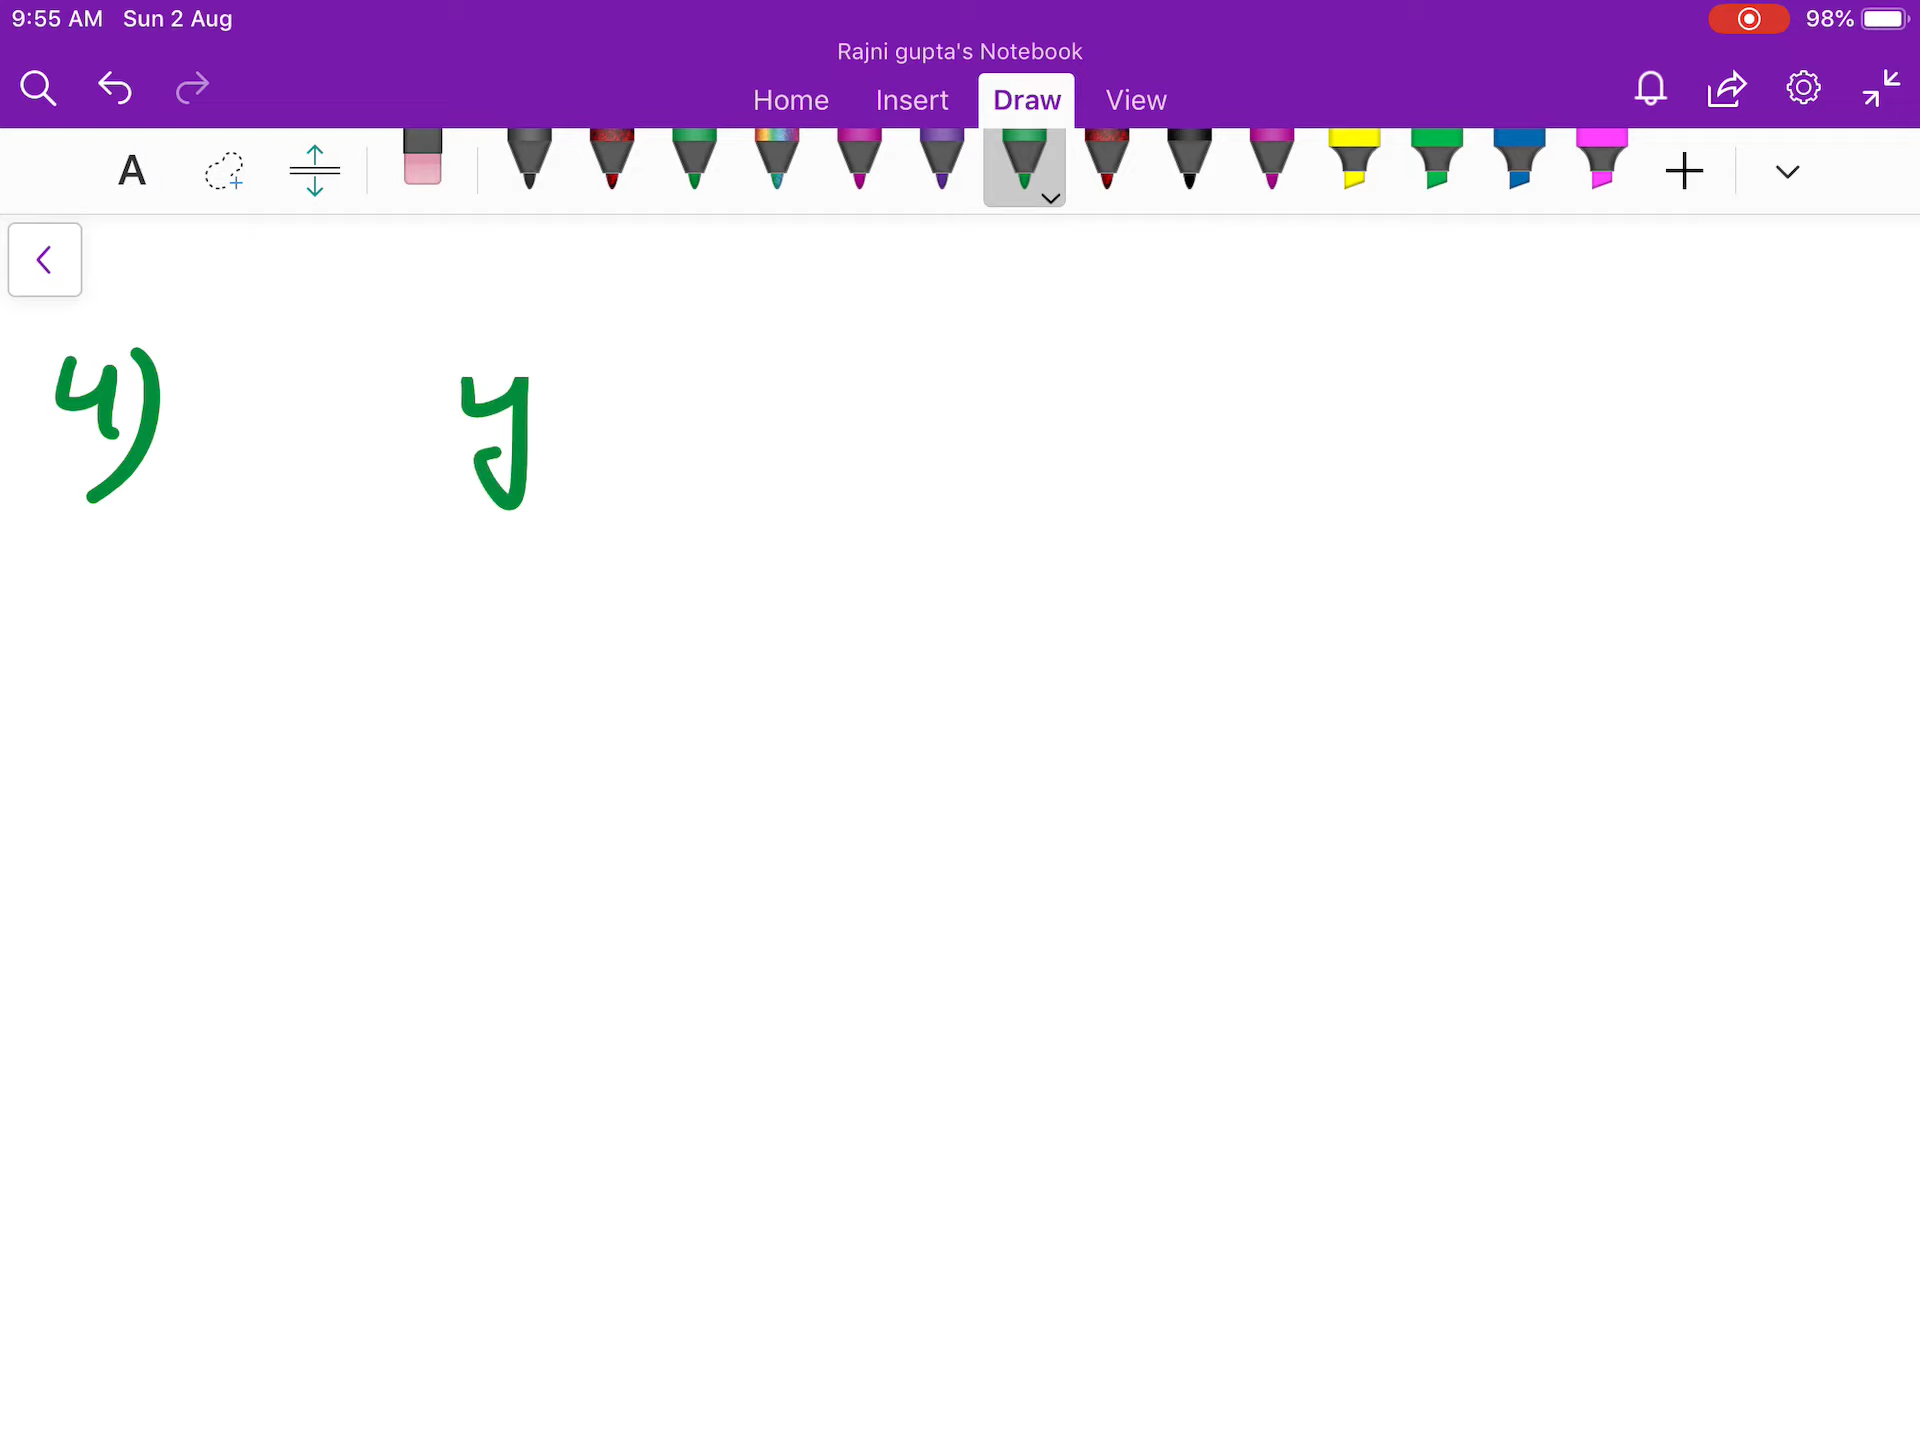 9:55 AM Sun 2 Aug 98%
Rajni gupta's Notebook
Home Insert Draw View
A
4) y